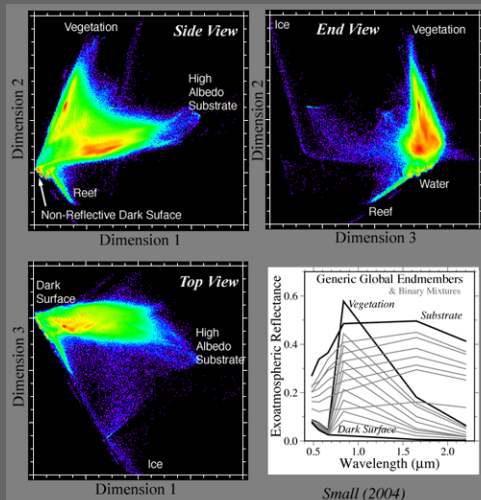 Vegetation
Side View
High
Albedo
Substrate
Dimension 2
Reef
Non-Reflective Dark Suface
Dimension 1
Ice
End View
Vegetation
Dimension 2
Water
Reef
Dimension 3
Dark
Surface
Top View
High
Albedo
Substrate
Dimension 3
Ice
Dimension 1
Generic Global Endmembers
& Binary Mixtures
Vegetation
Substrate
Dark Surface
Exoatmospheric Reflectance
0.6
0.4
0.2
0.0
0.5 1.0 1.5 2.0
Wavelength (μm)
Small (2004)